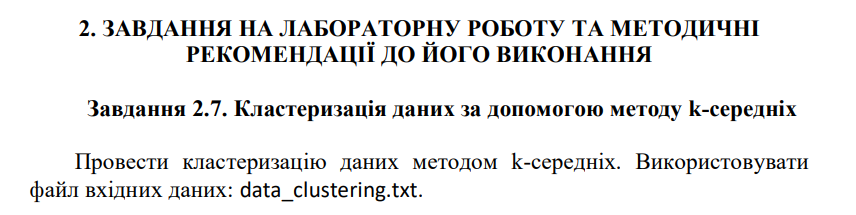 2. ЗАВДАННЯ НА ЛАБОРАТОРНУ РОБОТУ ТА МЕТОДИЧНІ
РЕКОМЕНДАЦІЇ ДО ЙОГО ВИКОНАННЯ
Завдання 2.7. Кластеризація даних за допомогою методу k-середніх
Провести кластеризацію даних методом k-середніх. Використовувати
файл вхідних даних: data_clustering.txt.